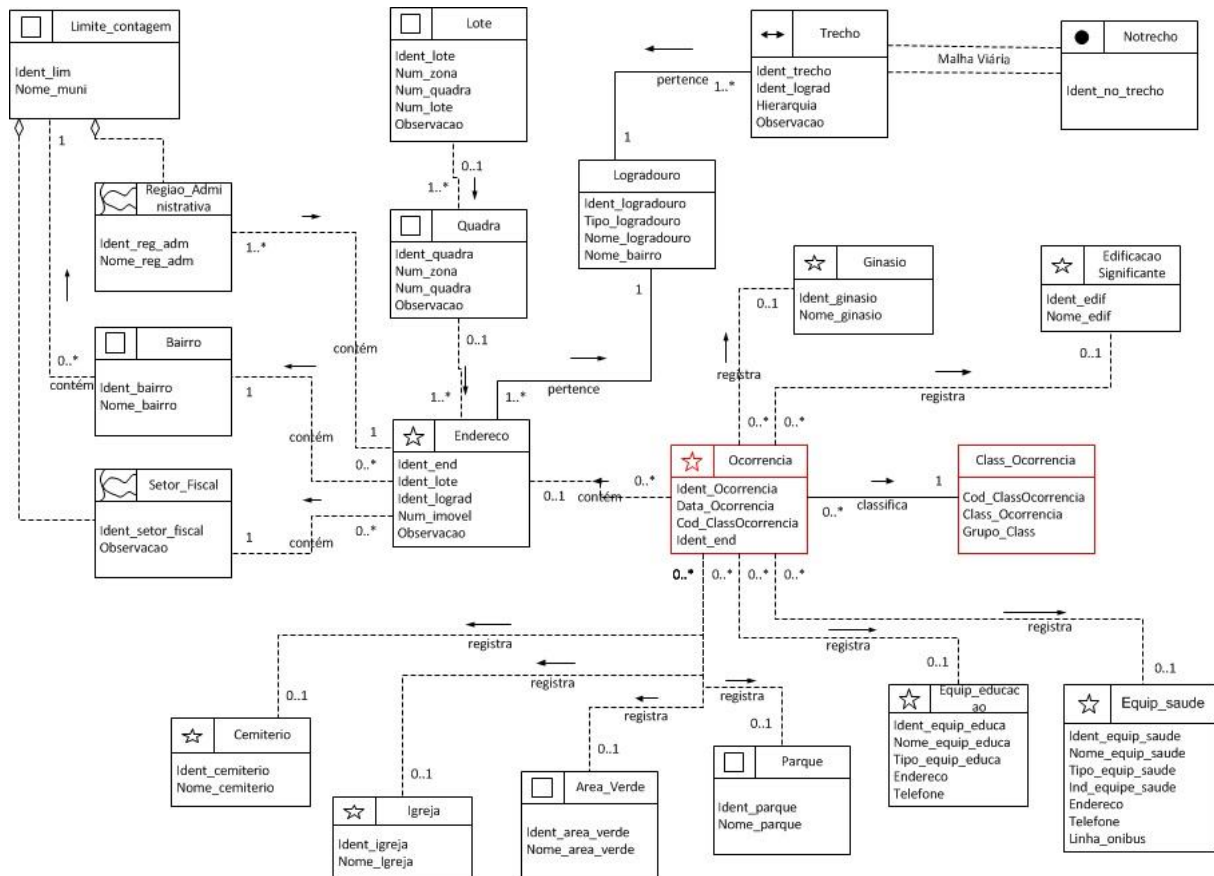 Limite_contagem
Ident_lim
Nome_muni
1
Lote
Ident_lote
Num_zona
Num_quadra
Num_lote
Observacao
0..1
1..*
Trecho
Ident_trecho
Ident_lograd
Hierarquia
Observacao
Malha Viária
Notrecho
Ident_no_trecho
pertence
1..*
1
Regiao_Admi
nistrativa
Ident_reg_adm
Nome_reg_adm
1..*
Quadra
Ident_quadra
Num_zona
Num_quadra
Observacao
0..1
1..*
Logradouro
Ident_logradouro
Tipo_logradouro
Nome_logradouro
Nome_bairro
1
pertence
1..*
Ginasio
Ident_ginasio
Nome_ginasio
0..1
registra
0..*
Edificacao
Significante
Ident_edif
Nome_edif
0..1
registra
0..*
contém
1
0..*
contém
Bairro
Ident_bairro
Nome_bairro
1
contém
0..*
Setor_Fiscal
Ident_setor_fiscal
Observacao
1
contém
0..*
Endereco
Ident_end
Ident_lote
Ident_lograd
Num_imovel
Observacao
0..1
contém
0..*
Ocorrencia
Ident_Ocorrencia
Data_Ocorrencia
Cod_ClassOcorrencia
Ident_end
0..*
classifica
1
Class_Ocorrencia
Cod_ClassOcorrencia
Class_Ocorrencia
Grupo_Class
0..*
0..*
0..*
0..*
registra
registra
registra
registra
registra
registra
0..1
0..1
0..1
0..1
0..1
0..1
Cemiterio
Ident_cemiterio
Nome_cemiterio
Igreja
Ident_igreja
Nome_Igreja
Area_Verde
Ident_area_verde
Nome_area_verde
Parque
Ident_parque
Nome_parque
Equip_educac
ao
Ident_equip_educa
Nome_equip_educa
Tipo_equip_educa
Endereco
Telefone
Equip_saude
Ident_equip_saude
Nome_equip_saude
Tipo_equip_saude
Ind_equipe_saude
Endereco
Telefone
Linha_onibus